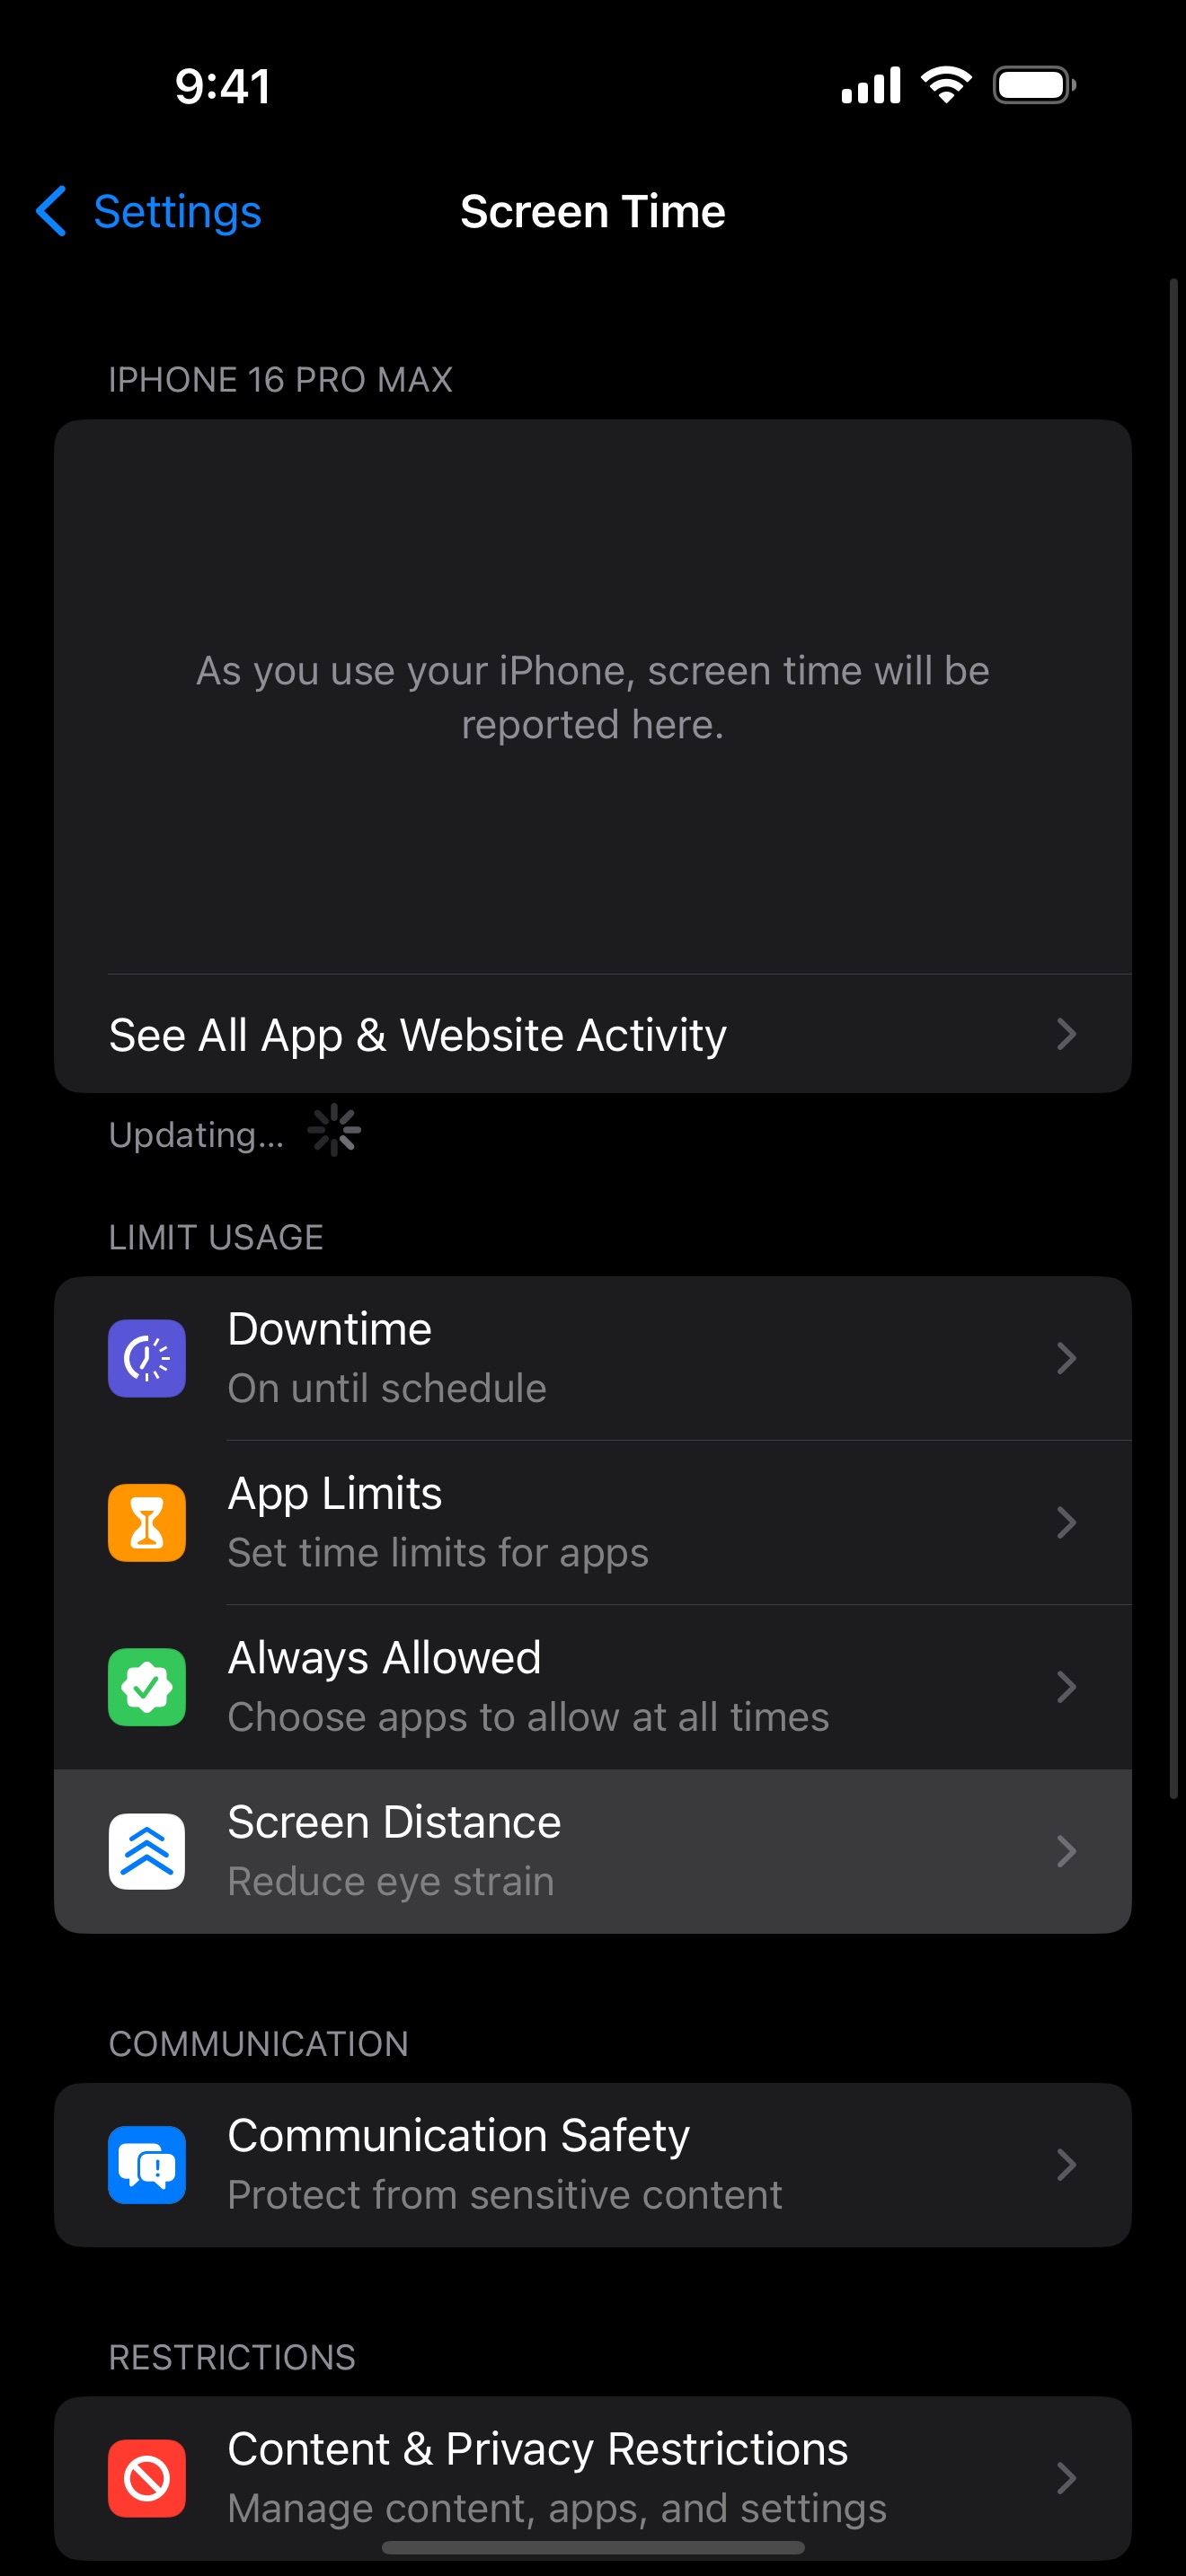 9:41
Settings
Screen Time
IPHONE 16 PRO MAX
As you use your iPhone, screen time will be
reported here.
See All App & Website Activity
Updating...
LIMIT USAGE
Downtime
On until schedule
App Limits
Set time limits for apps
Always Allowed
Choose apps to allow at all times
Screen Distance
Reduce eye strain
COMMUNICATION
Communication Safety
Protect from sensitive content
RESTRICTIONS
Content & Privacy Restrictions
Manage content, apps, and settings